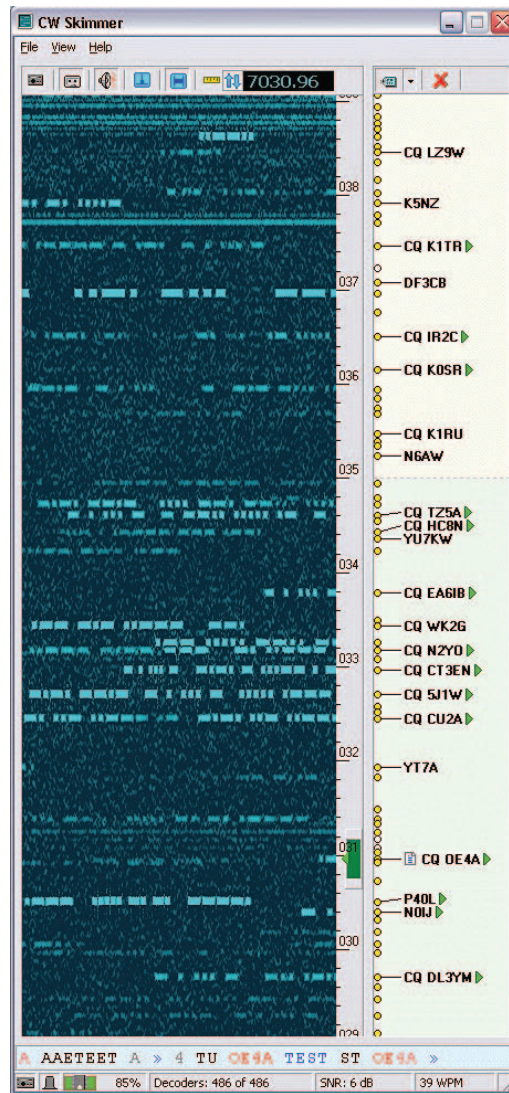 CW Skimmer
File View Help
7030.96
CQ LZ9W
038
K5NZ
CQ K1TR
037
DF3CB
CQ IR2C
036
CQ K0SR
CQ K1RU
035
N6AW
CQ TZ5A
CQ HC8N
YU7KW
034
CQ EA6IB
CQ WK2G
033
CQ N2YO
CQ CT3EN
CQ 5J1W
CQ CU2A
032
YT7A
031
CQ OE4A
P40L
N0IJ
030
CQ DL3YM
029
A AAETEET A » 4 TU OE4A TEST ST OE4A »
85% Decoders: 486 of 486 SNR: 6 dB 39 WPM